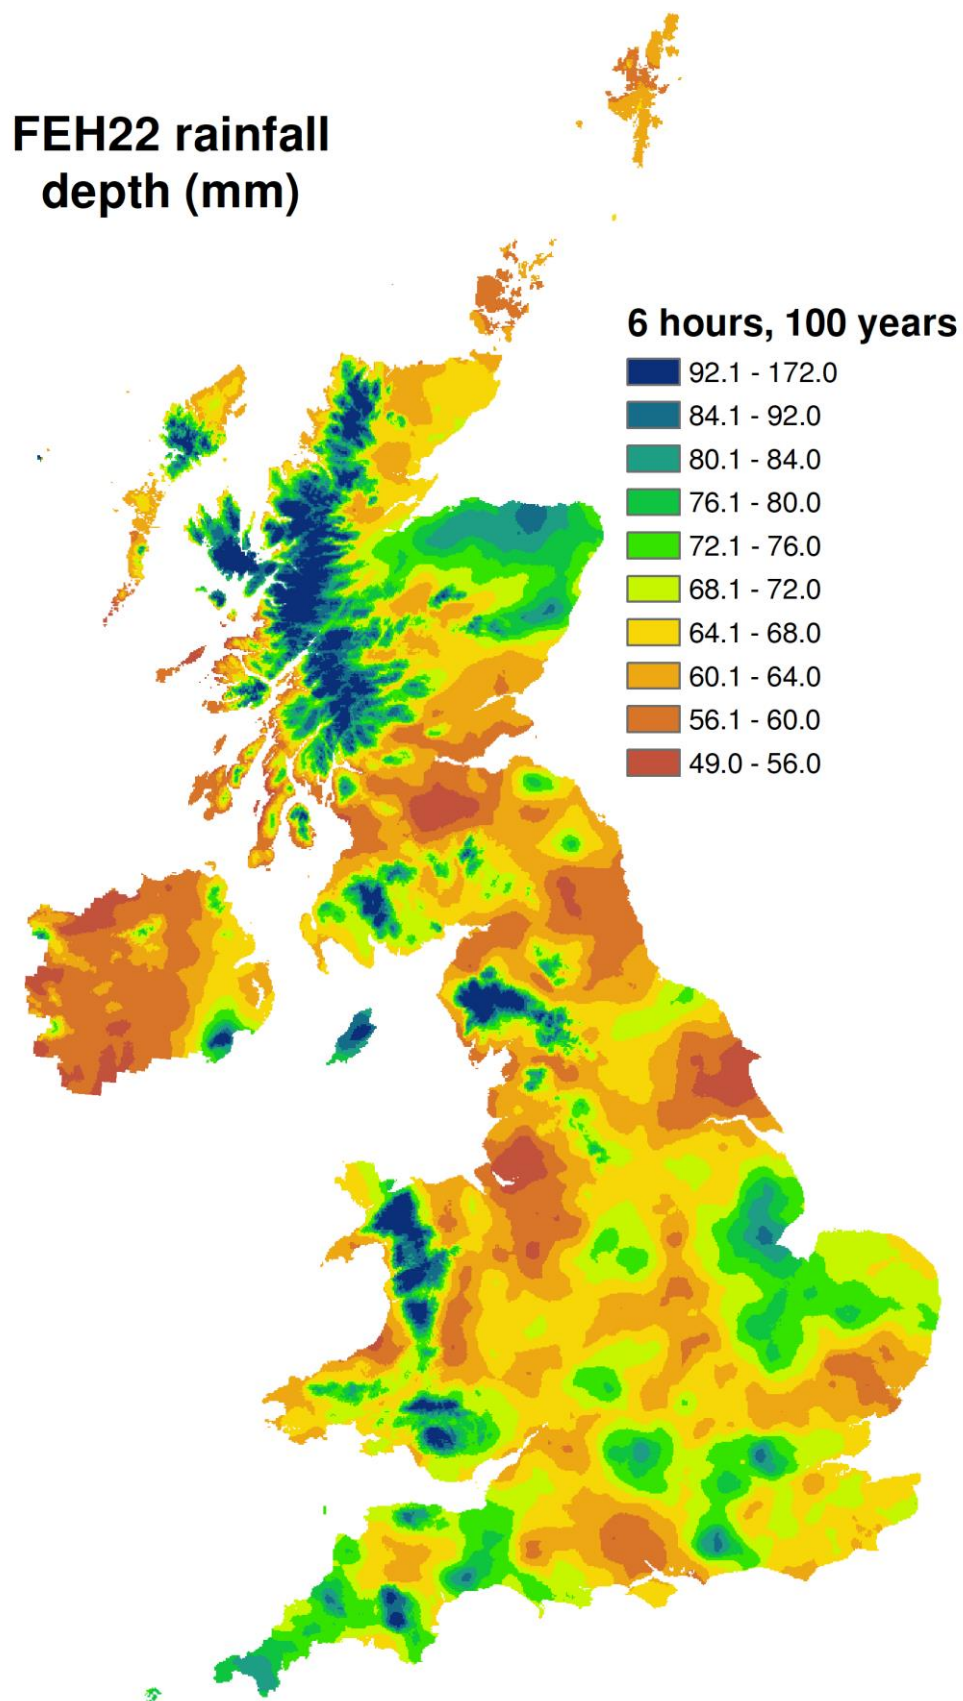 FEH22 rainfall
depth (mm)
6 hours, 100 years
92.1 - 172.0
84.1 - 92.0
80.1 - 84.0
76.1 - 80.0
72.1 - 76.0
68.1 - 72.0
64.1 - 68.0
60.1 - 64.0
56.1 - 60.0
49.0 - 56.0